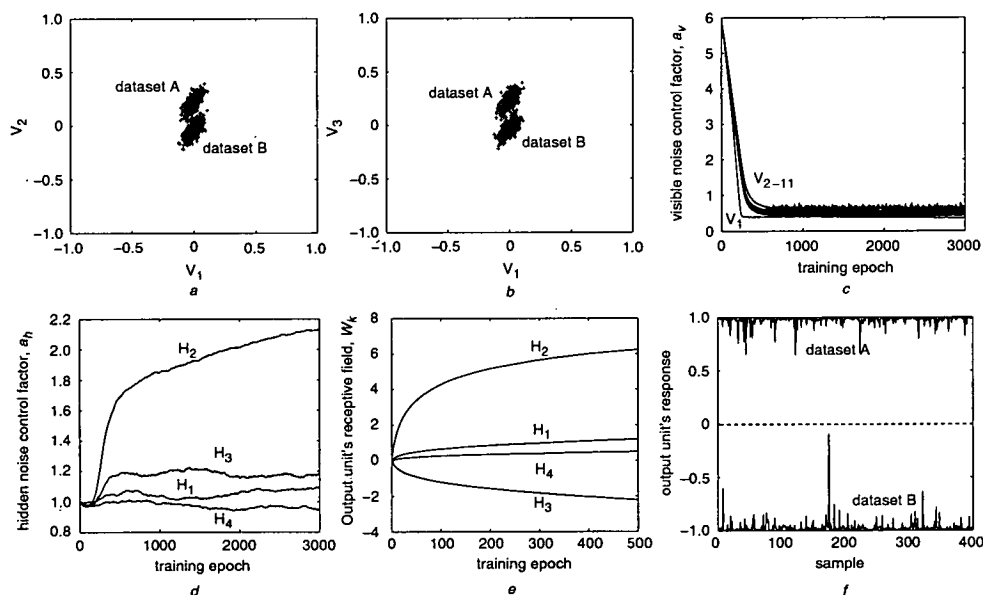 1.0
0.5
0
−0.5
−1.0
V2
dataset A
dataset B
−1.0 −0.5 0 0.5 1.0
V1
a
1.0
0.5
0
−0.5
−1.0
V3
dataset A
dataset B
−1.0 −0.5 0 0.5 1.0
V1
b
6
5
4
3
2
1
0
visible noise control factor, av
V2−11
V1
0 1000 2000 3000
training epoch
c
2.2
2.0
1.8
1.6
1.4
1.2
1.0
0.8
hidden noise control factor, ah
H2
H3
H1
H4
0 1000 2000 3000
training epoch
d
8
6
4
2
0
−2
−4
Output unit's receptive field, Wk
H2
H1
H4
H3
0 100 200 300 400 500
training epoch
e
1.0
0.5
0
−0.5
−1.0
output unit's response
dataset A
dataset B
0 100 200 300 400
sample
f